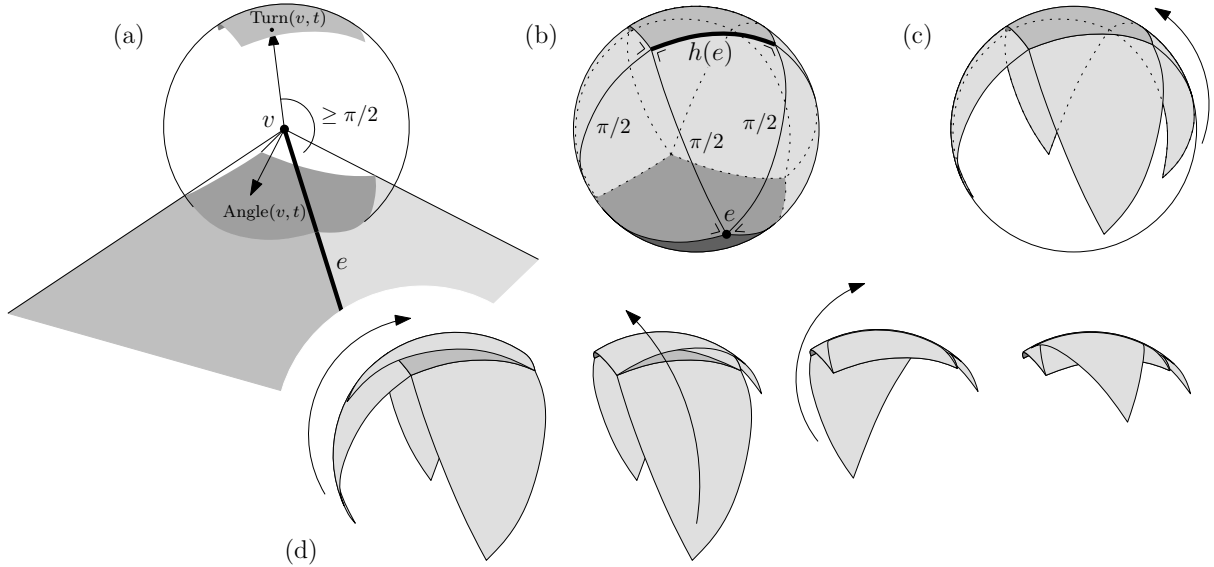 (a)
Turn(v, t)
v
≥ π/2
Angle(v, t)
e
(b)
h(e)
π/2
π/2
π/2
e
(c)
(d)